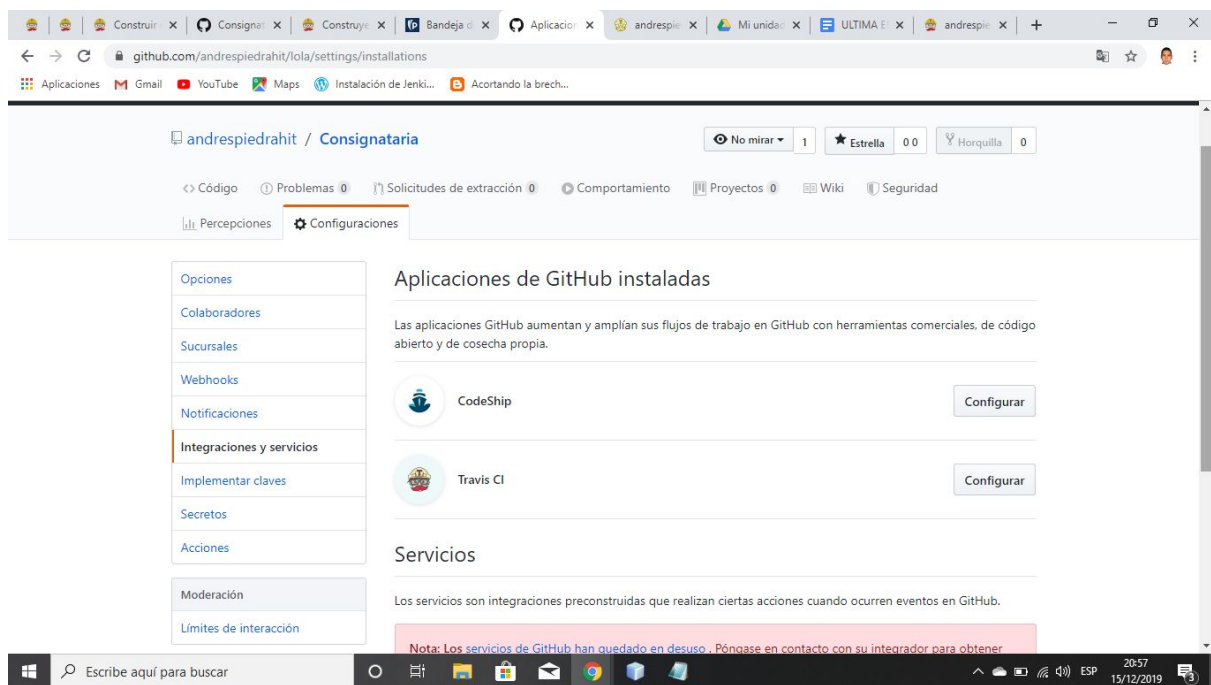 Construir
Consignat
Construye
Bandeja d
Aplicacion
andrespie
Mi unidad
ULTIMA E
andrespie
github.com/andrespiedrahit/lola/settings/installations
Aplicaciones
Gmail
YouTube
Maps
Instalación de Jenki...
Acortando la brech...
andrespiedrahit / Consignataria
No mirar 1
Estrella 0 0
Horquilla 0
<> Código
Problemas 0
Solicitudes de extracción 0
Comportamiento
Proyectos 0
Wiki
Seguridad
Percepciones
Configuraciones
Opciones
Colaboradores
Sucursales
Webhooks
Notificaciones
Integraciones y servicios
Implementar claves
Secretos
Acciones
Moderación
Límites de interacción
Aplicaciones de GitHub instaladas
Las aplicaciones GitHub aumentan y amplían sus flujos de trabajo en GitHub con herramientas comerciales, de código
abierto y de cosecha propia.
CodeShip
Configurar
Travis CI
Configurar
Servicios
Los servicios son integraciones preconstruidas que realizan ciertas acciones cuando ocurren eventos en GitHub.
Nota: Los servicios de GitHub han quedado en desuso . Póngase en contacto con su integrador para obtener
Escribe aquí para buscar
ESP
20:57
15/12/2019
3